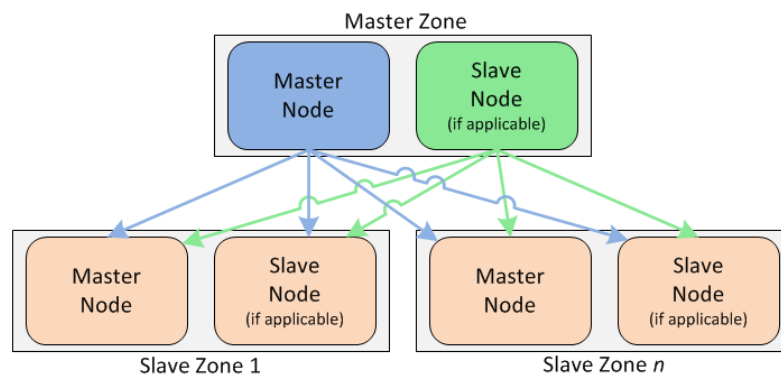 Master Zone
Master
Node
Slave
Node
(if applicable)
Master
Node
Slave
Node
(if applicable)
Master
Node
Slave
Node
(if applicable)
Slave Zone 1
Slave Zone n